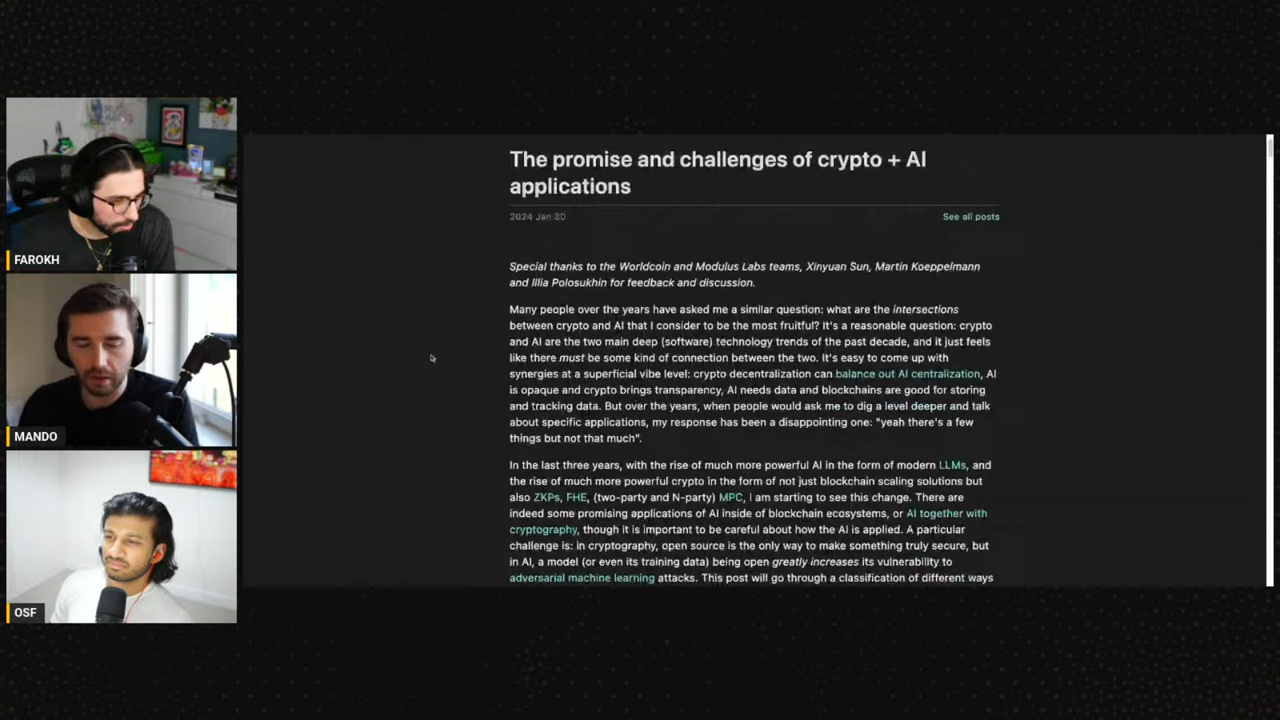 FAROKH
MANDO
OSF
The promise and challenges of crypto + AI
applications
2024 Jan 30
See all posts
Special thanks to the Worldcoin and Modulus Labs teams, Xinyuan Sun, Martin Koeppelmann
and Illia Polosukhin for feedback and discussion.
Many people over the years have asked me a similar question: what are the intersections
between crypto and AI that I consider to be the most fruitful? It's a reasonable question: crypto
and AI are the two main deep (software) technology trends of the past decade, and it just feels
like there must be some kind of connection between the two. It's easy to come up with
synergies at a superficial vibe level: crypto decentralization can balance out AI centralization, AI
is opaque and crypto brings transparency, AI needs data and blockchains are good for storing
and tracking data. But over the years, when people would ask me to dig a level deeper and talk
about specific applications, my response has been a disappointing one: "yeah there's a few
things but not that much".
In the last three years, with the rise of much more powerful AI in the form of modern LLMs, and
the rise of much more powerful crypto in the form of not just blockchain scaling solutions but
also ZKPs, FHE, (two-party and N-party) MPC, I am starting to see this change. There are
indeed some promising applications of AI inside of blockchain ecosystems, or AI together with
cryptography, though it is important to be careful about how the AI is applied. A particular
challenge is: in cryptography, open source is the only way to make something truly secure, but
in AI, a model (or even its training data) being open greatly increases its vulnerability to
adversarial machine learning attacks. This post will go through a classification of different ways